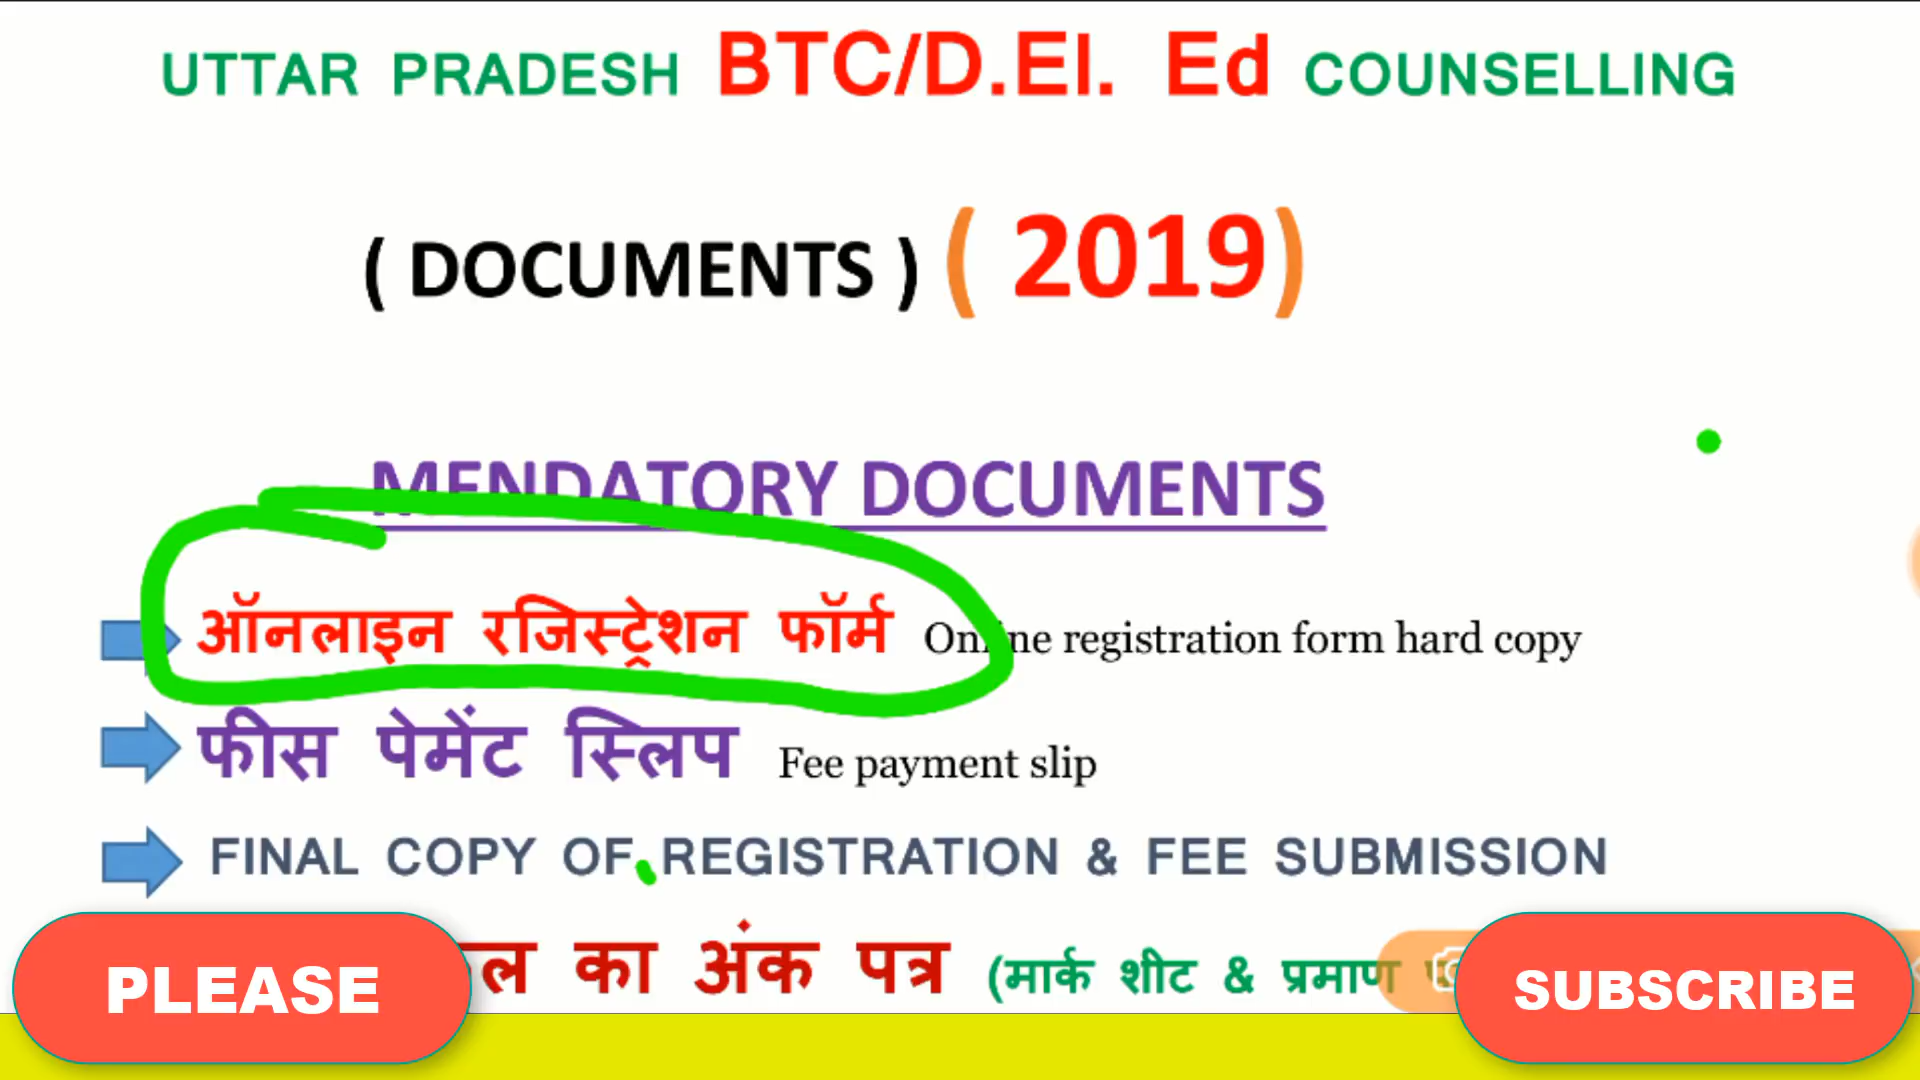 UTTAR PRADESH BTC/D.El. Ed COUNSELLING
( DOCUMENTS ) ( 2019)
MENDATORY DOCUMENTS
ऑनलाइन रजिस्ट्रेशन फॉर्म Online registration form hard copy
फीस पेमेंट स्लिप Fee payment slip
FINAL COPY OF REGISTRATION & FEE SUBMISSION
का अंक पत्र (मार्क शीट & प्रमाण
PLEASE
SUBSCRIBE